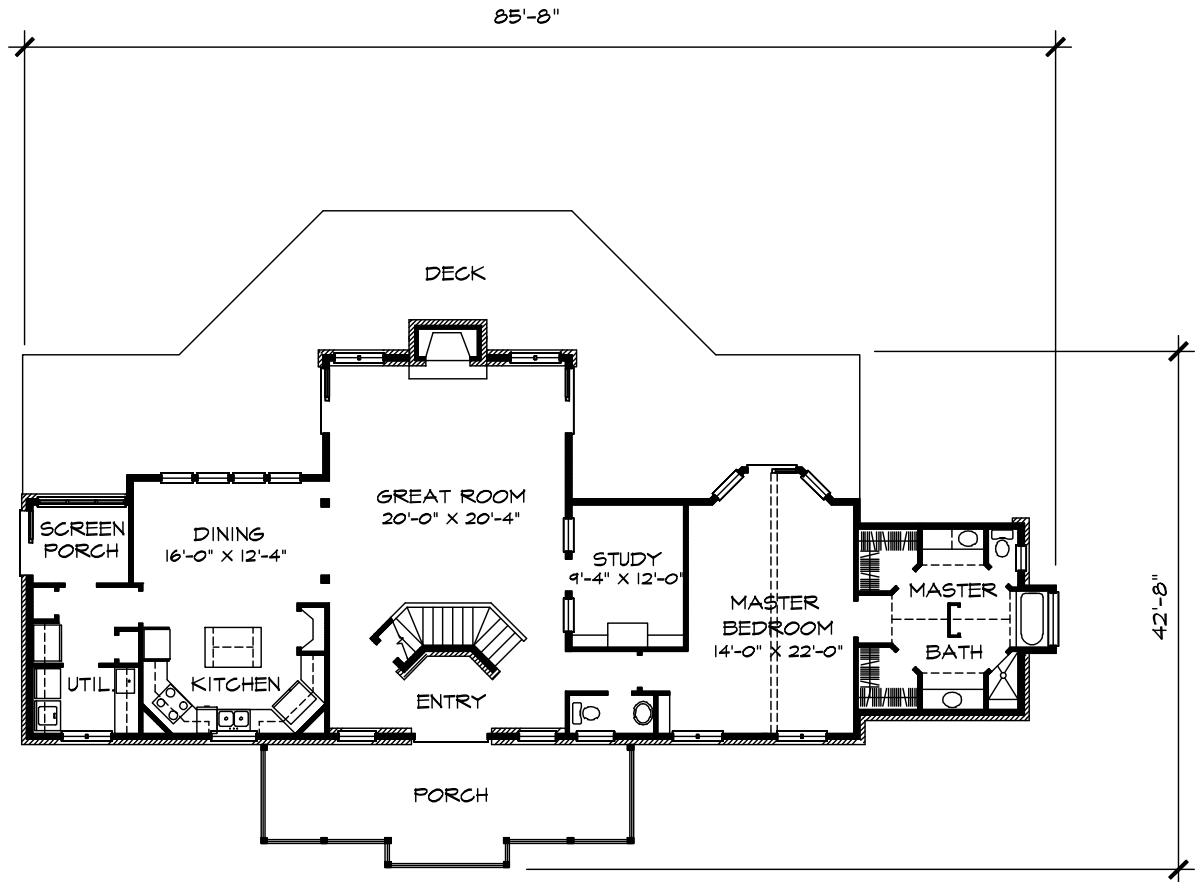 85'-8"
DECK
GREAT ROOM
20'-0" X 20'-4"
SCREEN
PORCH
DINING
16'-0" X 12'-4"
STUDY
9'-4" X 12'-0"
MASTER
BEDROOM
14'-0" X 22'-0"
MASTER
BATH
42'-8"
UTIL.
KITCHEN
ENTRY
PORCH